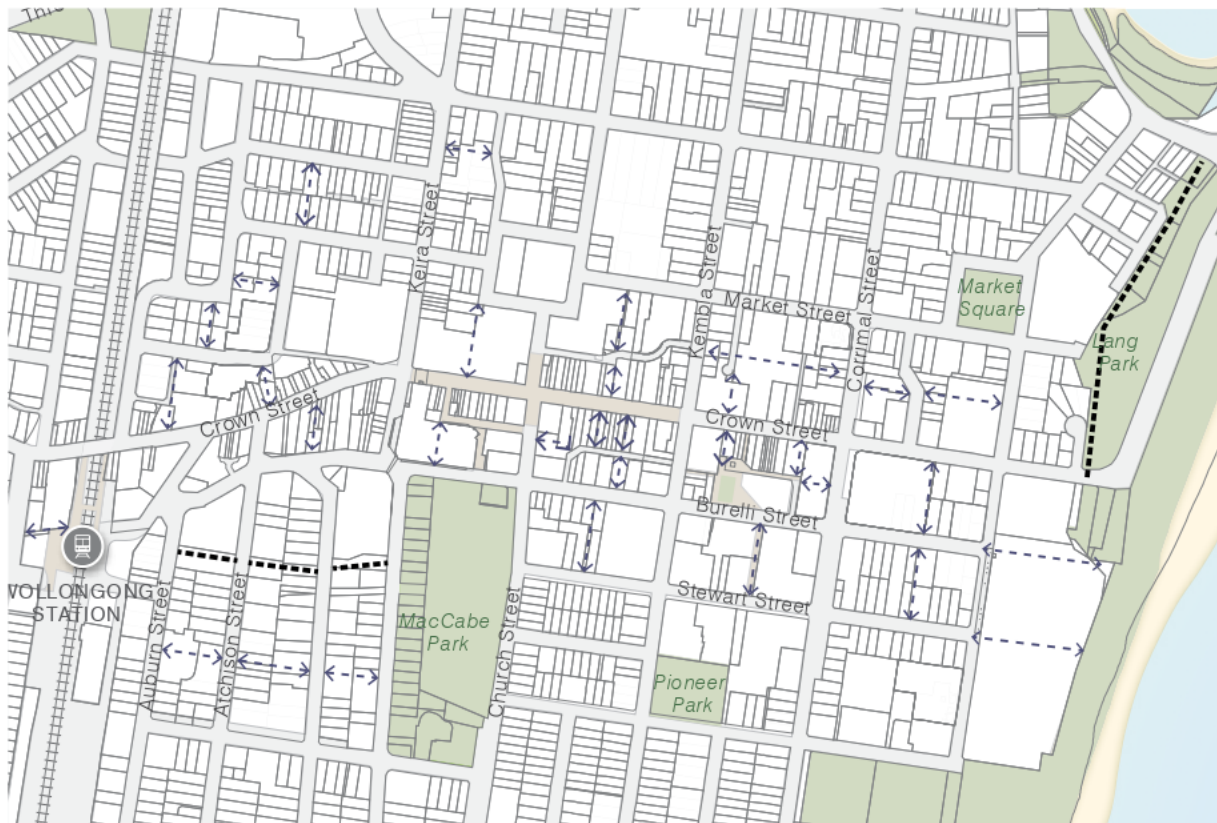 Keira Street
Kembla Street
Market Street
Corrimal Street
Market
Square
Lang
Park
Crown Street
Crown Street
Burelli Street
WOLLONGONG
STATION
Auburn Street
Atchison Street
MacCabe
Park
Church Street
Stewart Street
Pioneer
Park